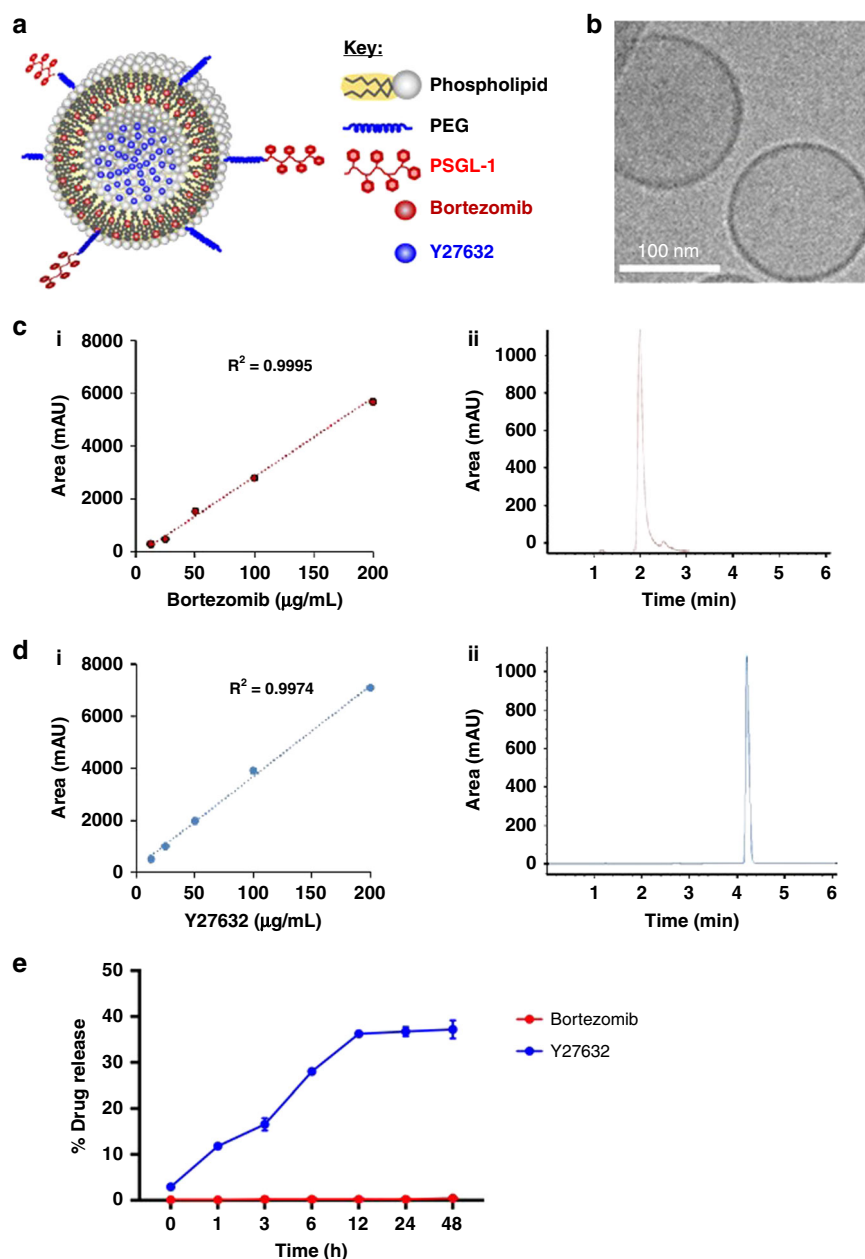 a
Key:
Phospholipid
PEG
PSGL-1
Bortezomib
Y27632
b
100 nm
c
i
8000
6000
4000
2000
0
Area (mAU)
R² = 0.9995
0 50 100 150 200
Bortezomib (μg/mL)
ii
1000
800
600
400
200
0
Area (mAU)
1 2 3 4 5 6
Time (min)
d
i
8000
6000
4000
2000
0
Area (mAU)
R² = 0.9974
0 50 100 150 200
Y27632 (μg/mL)
ii
1000
800
600
400
200
0
Area (mAU)
1 2 3 4 5 6
Time (min)
e
50
40
30
20
10
0
% Drug release
0 1 3 6 12 24 48
Time (h)
Bortezomib
Y27632